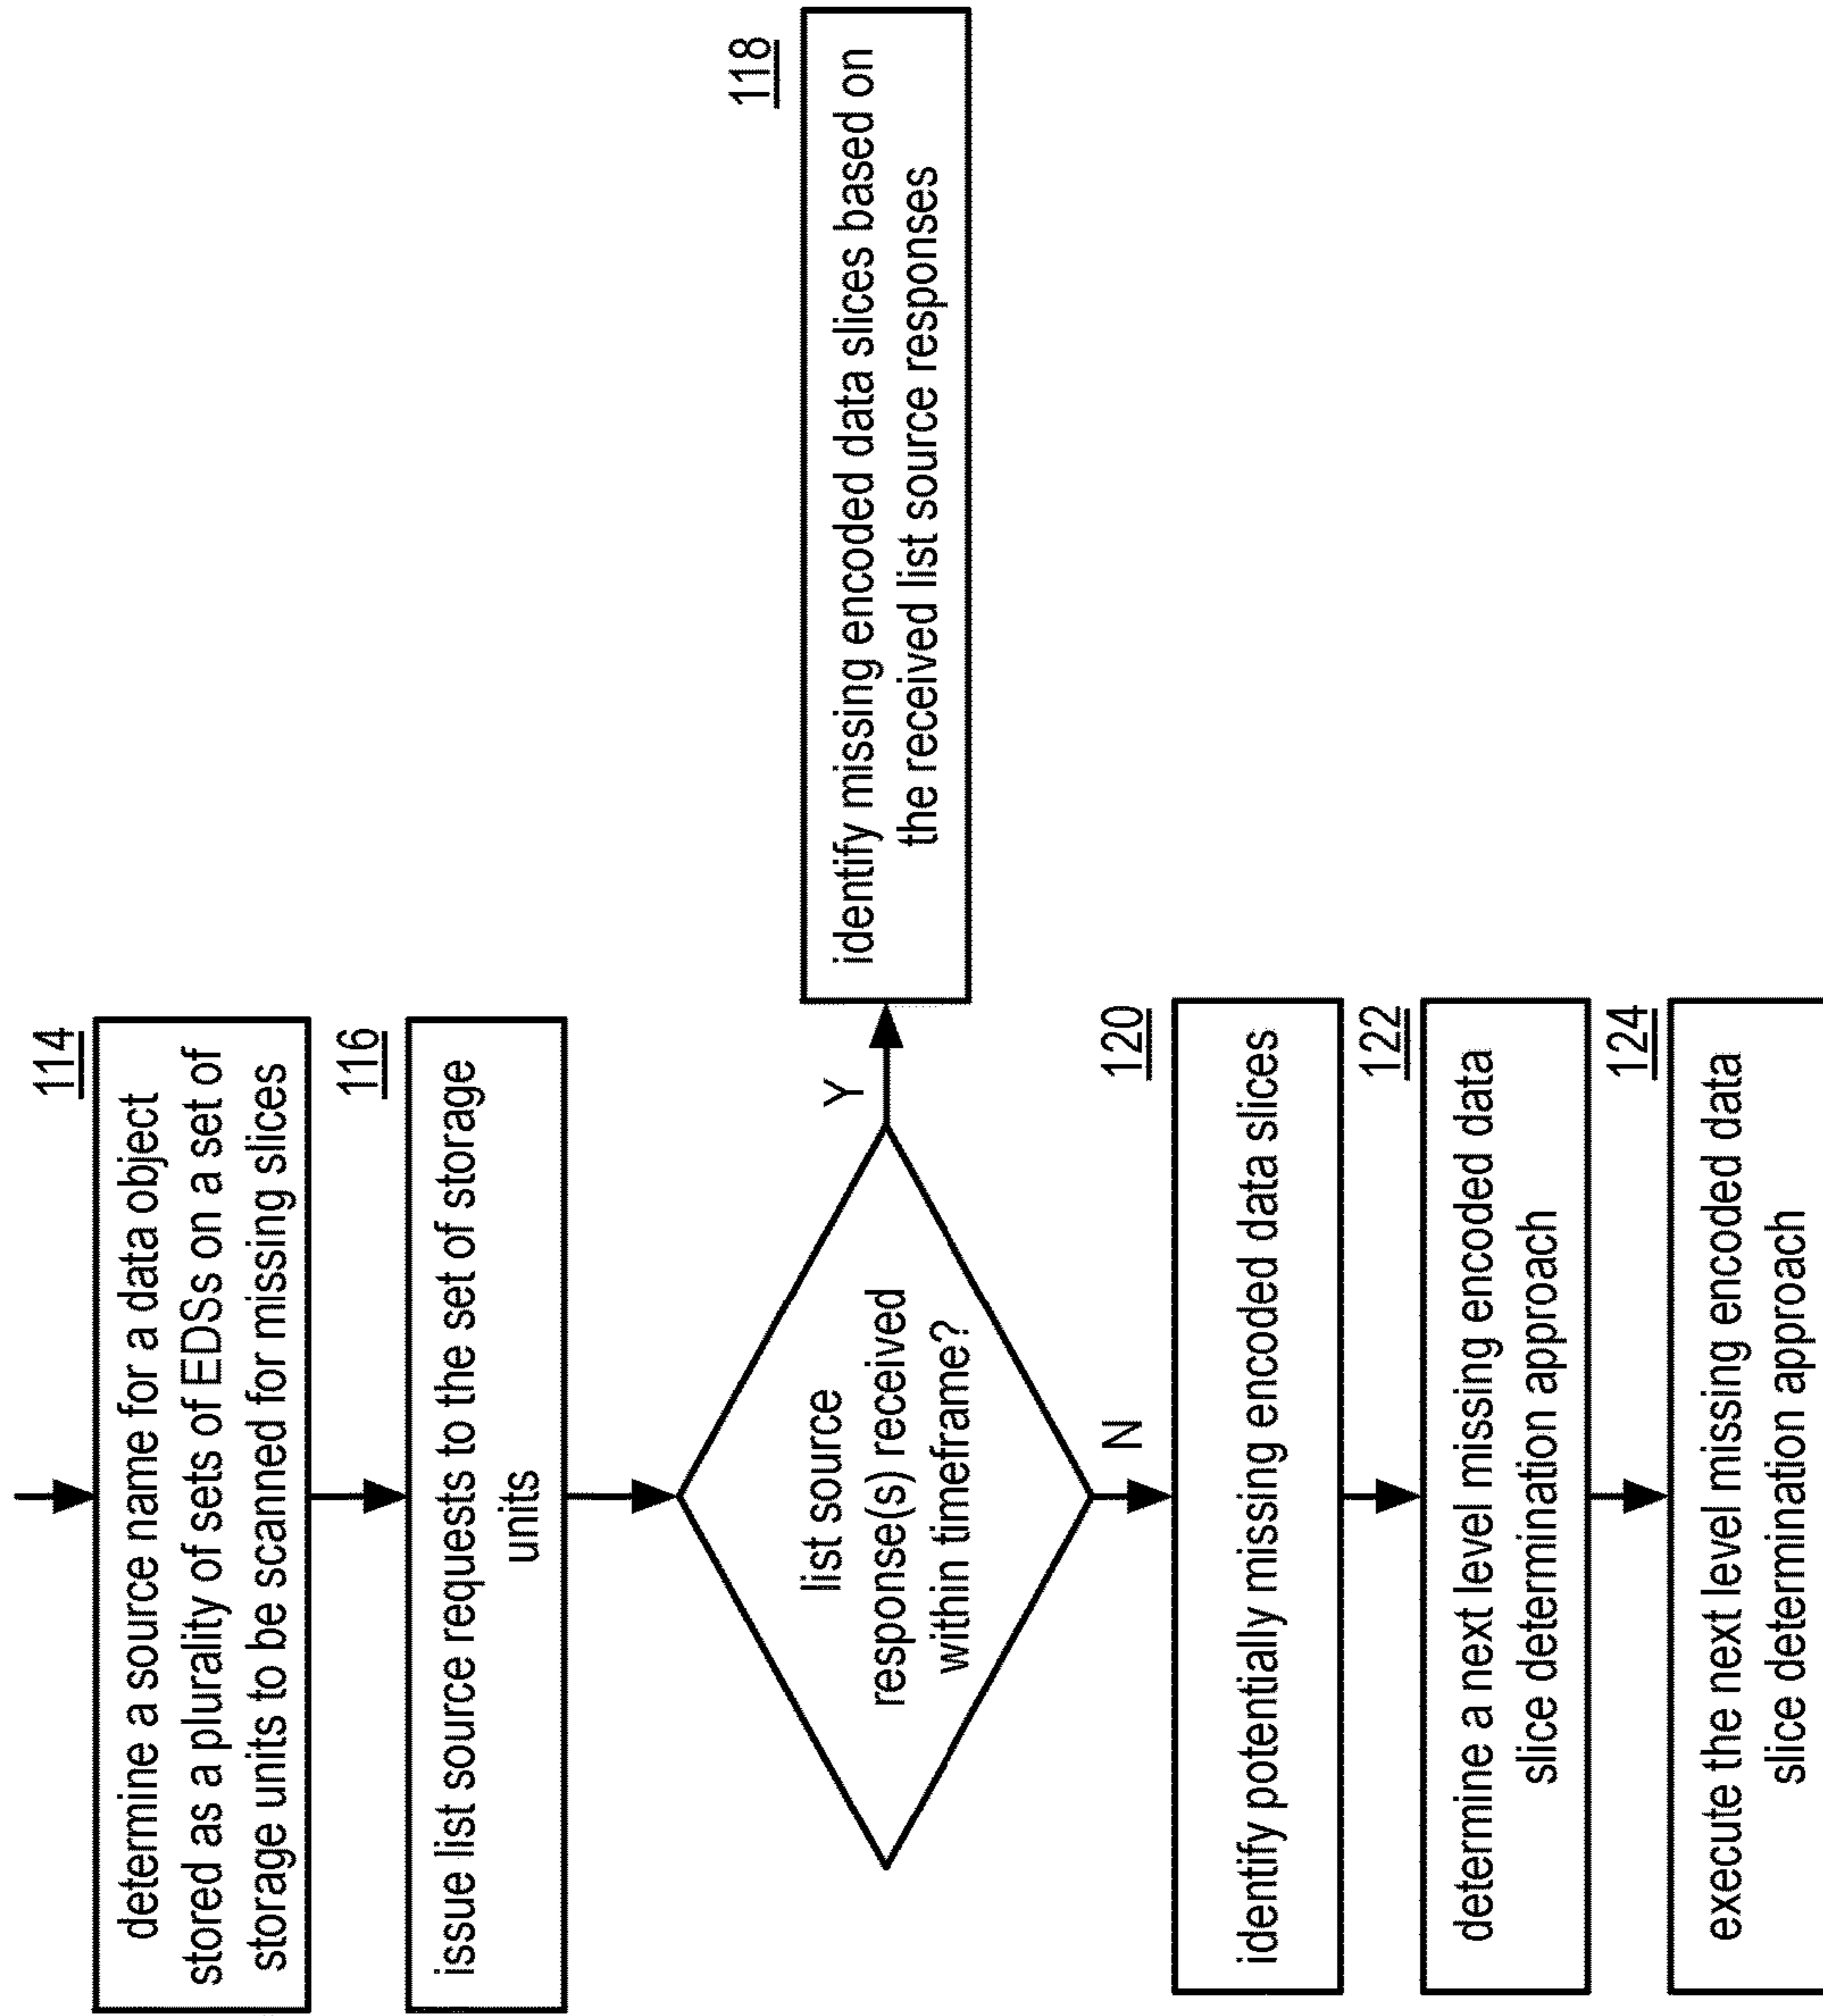 114
determine a source name for a data object
stored as a plurality of sets of EDSs on a set of
storage units to be scanned for missing slices
116
issue list source requests to the set of storage
units
list source
response(s) received
within timeframe?
Y
118
identify missing encoded data slices based on
the received list source responses
N
120
identify potentially missing encoded data slices
122
determine a next level missing encoded data
slice determination approach
124
execute the next level missing encoded data
slice determination approach